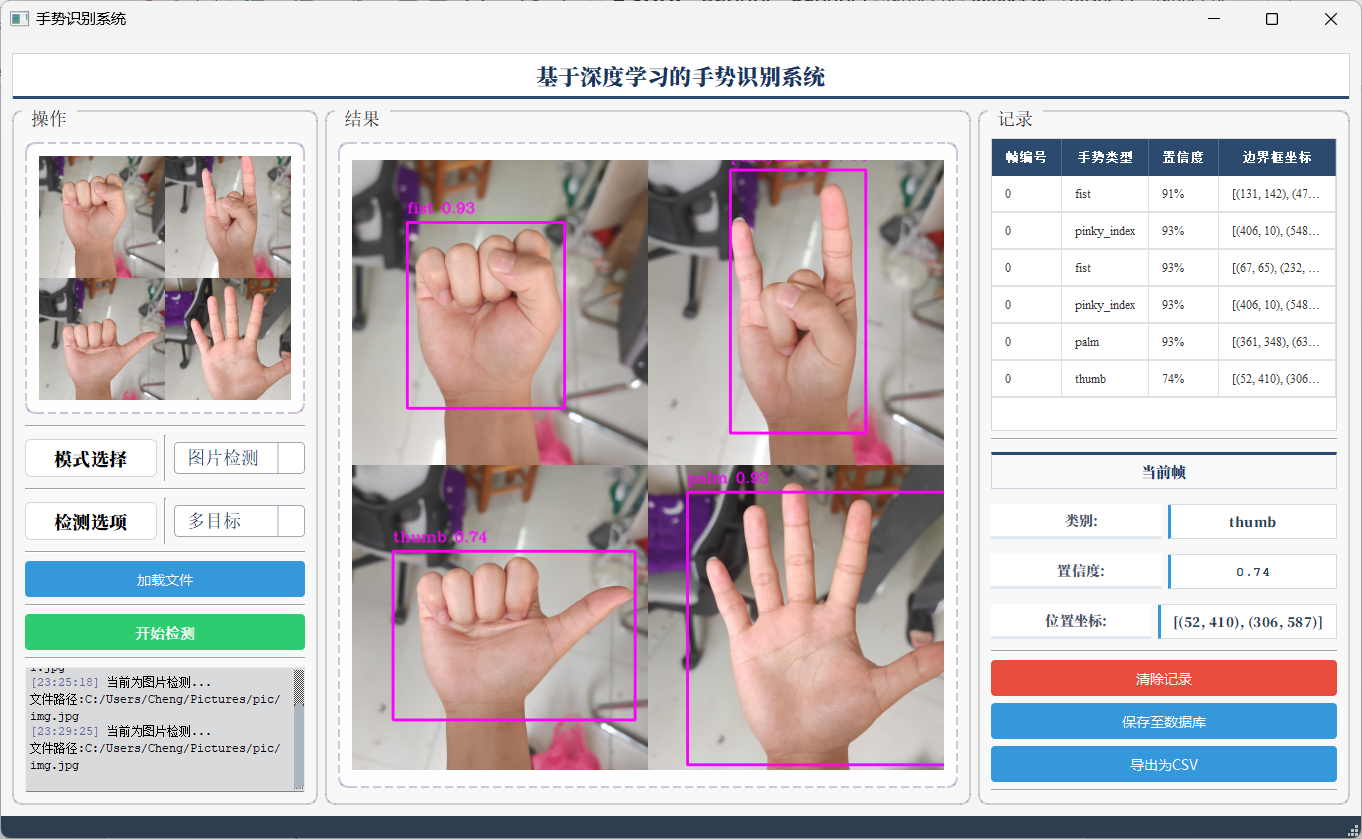 手势识别系统
基于深度学习的手势识别系统
操作
模式选择
图片检测
检测选项
多目标
加载文件
开始检测
1.jpg
[23:25:18] 当前为图片检测...
文件路径:C:/Users/Cheng/Pictures/pic/
img.jpg
[23:29:25] 当前为图片检测...
文件路径:C:/Users/Cheng/Pictures/pic/
img.jpg
结果
fist 0.93
thumb 0.74
palm 0.93
记录
帧编号 手势类型 置信度 边界框坐标
0 fist 91% [(131, 142), (47...
0 pinky_index 93% [(406, 10), (548...
0 fist 93% [(67, 65), (232, ...
0 pinky_index 93% [(406, 10), (548...
0 palm 93% [(361, 348), (63...
0 thumb 74% [(52, 410), (306...
当前帧
类别: thumb
置信度: 0.74
位置坐标: [(52, 410), (306, 587)]
清除记录
保存至数据库
导出为CSV